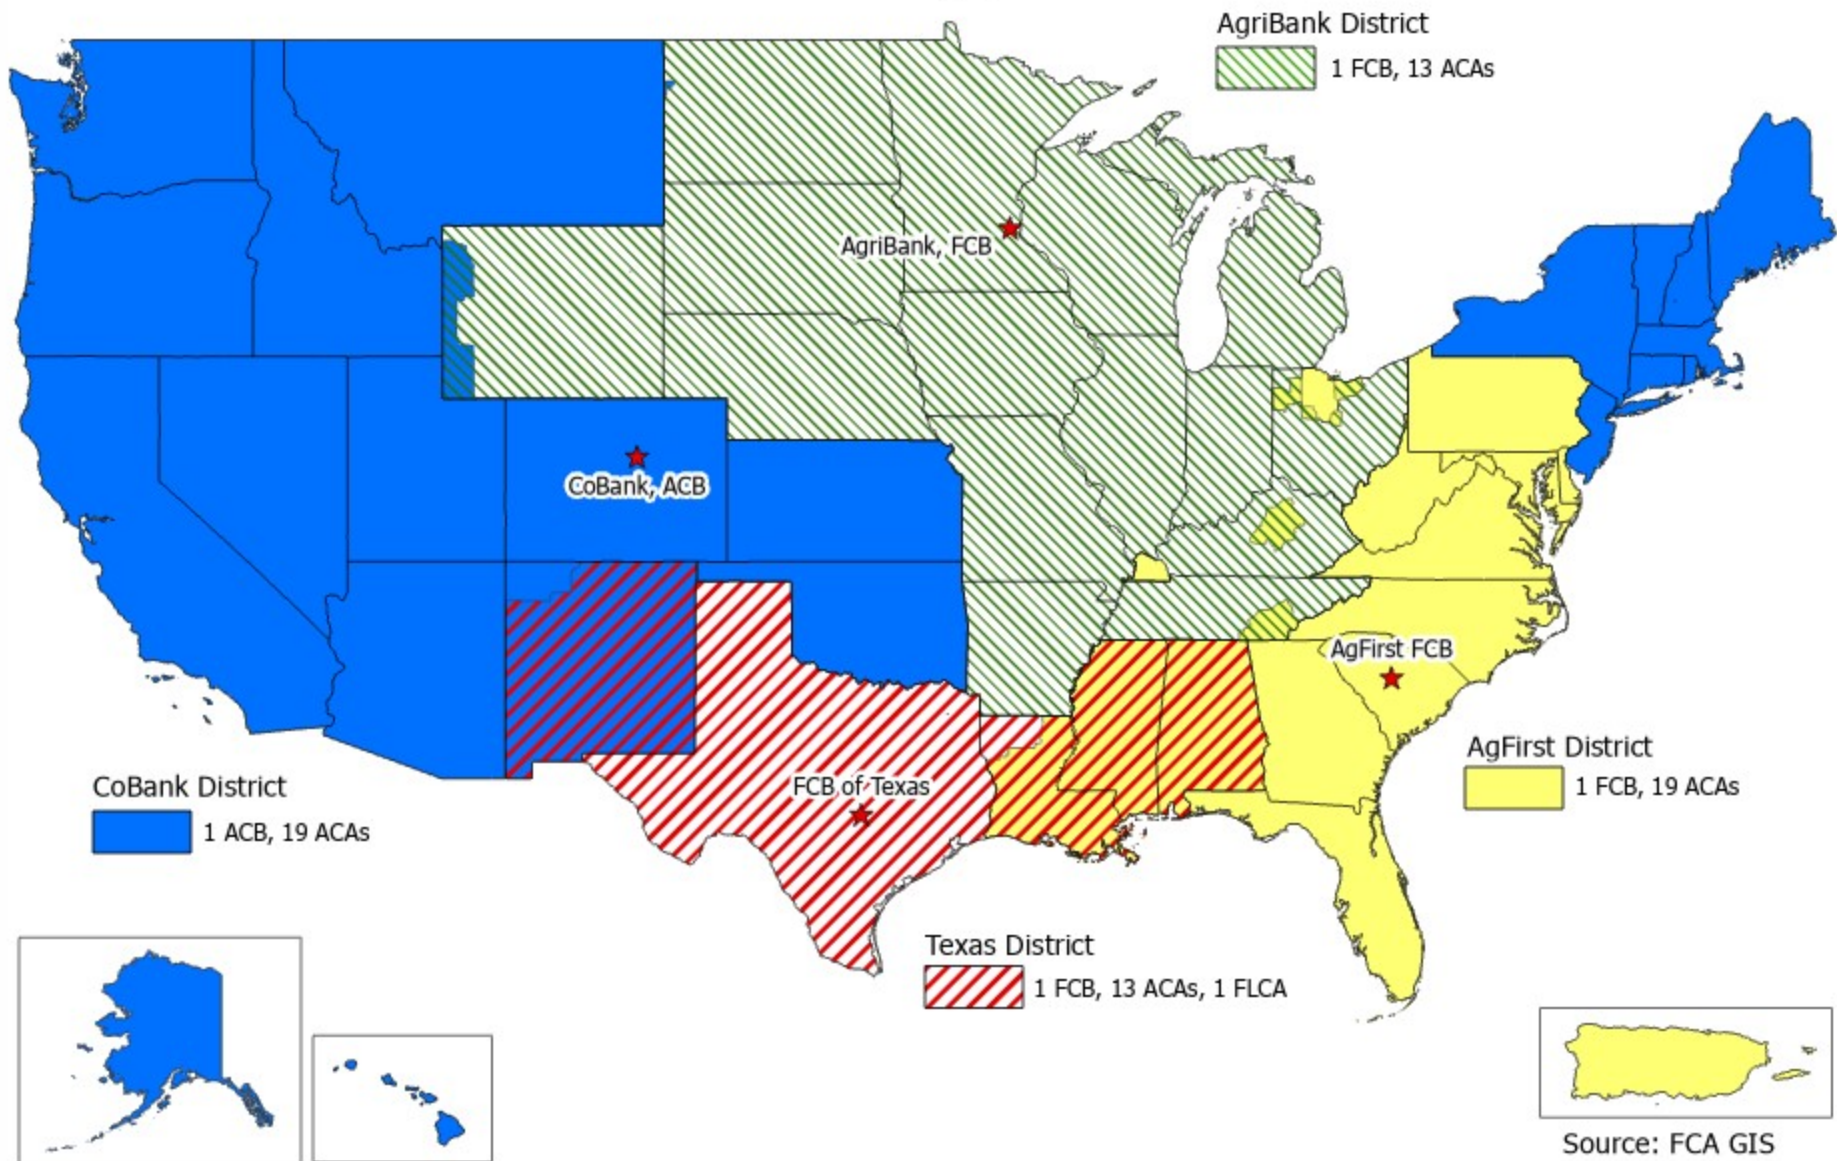 AgriBank District
1 FCB, 13 ACAs
AgriBank, FCB
CoBank, ACB
AgFirst FCB
AgFirst District
1 FCB, 19 ACAs
CoBank District
1 ACB, 19 ACAs
FCB of Texas
Texas District
1 FCB, 13 ACAs, 1 FLCA
Source: FCA GIS